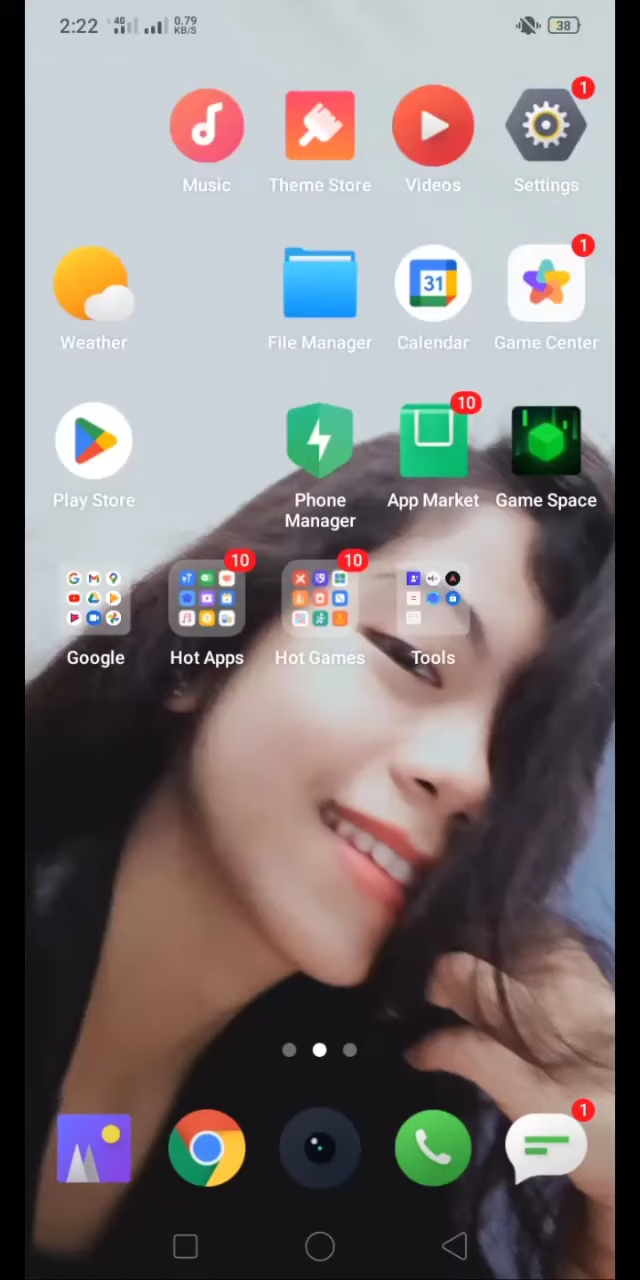 2:22 4G 0.79 KB/S 38
1
Music Theme Store Videos Settings
31 1
Weather File Manager Calendar Game Center
10
Play Store Phone Manager App Market Game Space
10 10
Google Hot Apps Hot Games Tools
1